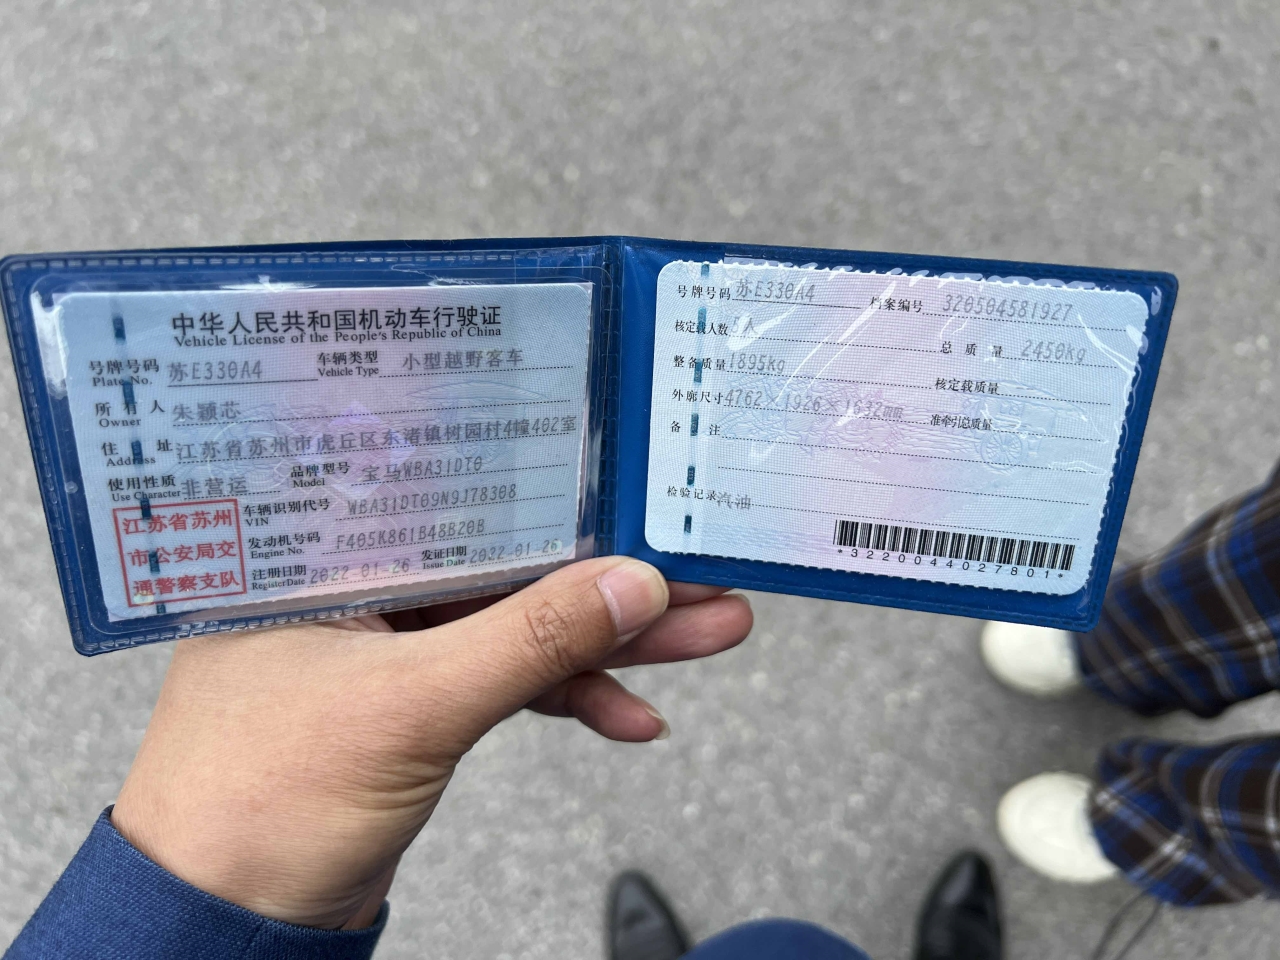 中华人民共和国机动车行驶证
Vehicle License of the People's Republic of China
号牌号码 苏E330A4 车辆类型 小型越野客车
Plate No. Vehicle Type
所有人 朱颖芯
Owner
住址 江苏省苏州市虎丘区东渚镇树园村4幢402室
Address
使用性质 非营运 品牌型号 宝马WBA31DT0
Use Character Model
江苏省苏州
市公安局交
通警察支队
车辆识别代号 WBA31DT09N9J78308
VIN
发动机号码 F405K861B48B20B
Engine No.
注册日期 2022-01-26 发证日期 2022-01-26
Register Date Issue Date
号牌号码 苏E330A4 档案编号 320504581927
核定载人数 5人 总质量 2450kg
整备质量 1895kg 核定载质量
外廓尺寸 4762×1926×1632mm 准牵引总质量
备注
检验记录 汽油
*3220044027801*